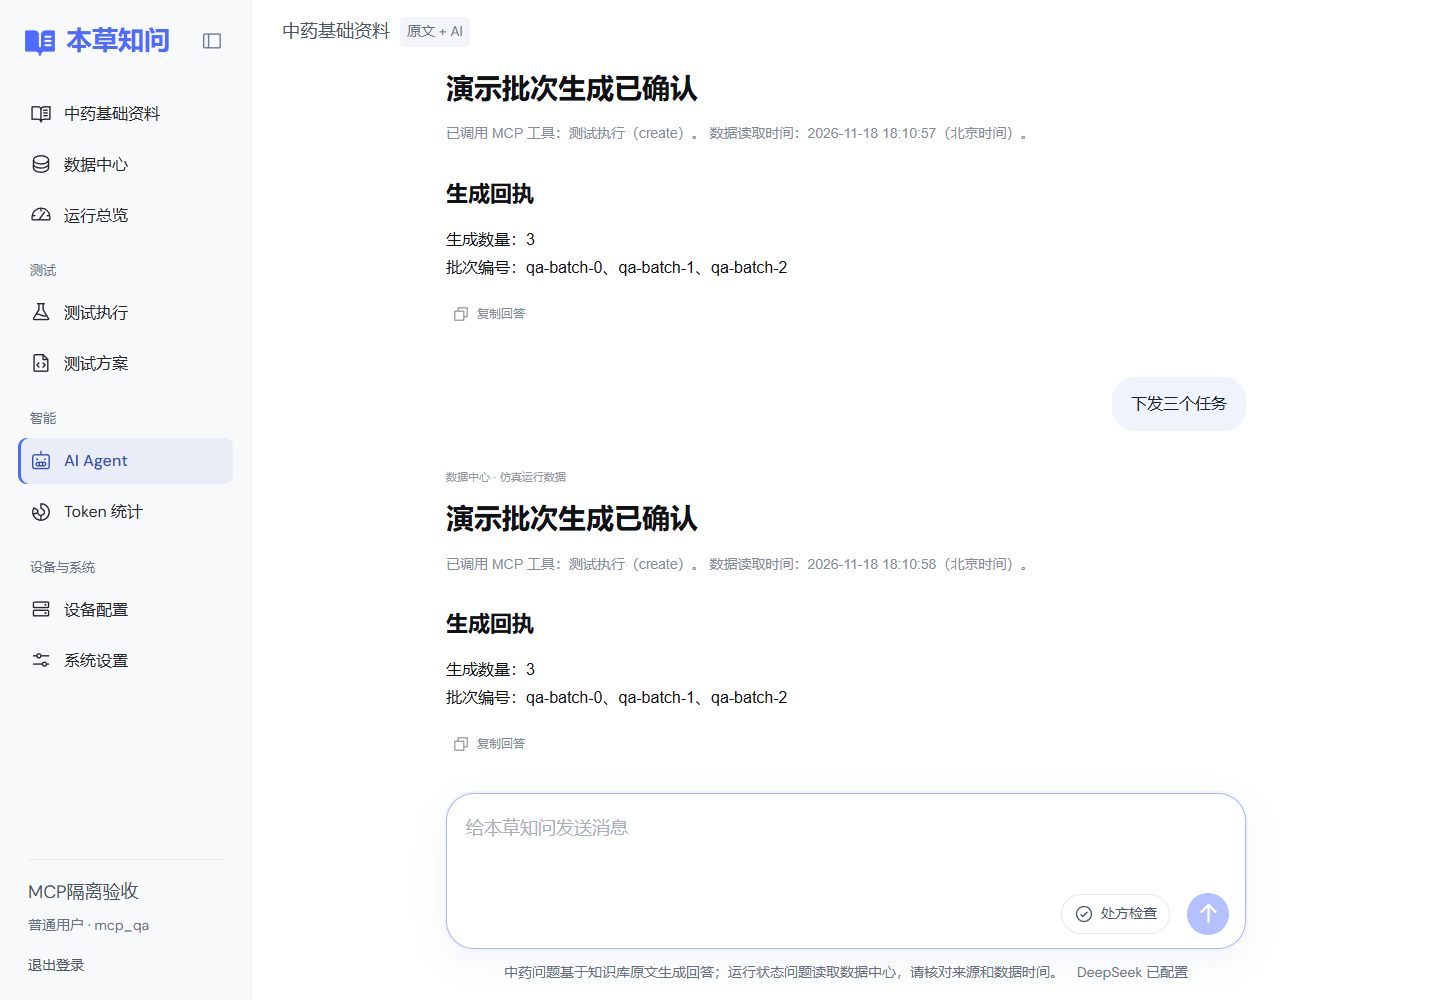 本草知问
中药基础资料
数据中心
运行总览
测试
测试执行
测试方案
智能
AI Agent
Token 统计
设备与系统
设备配置
系统设置
MCP隔离验收
普通用户 · mcp_qa
退出登录
中药基础资料 原文 + AI
演示批次生成已确认
已调用 MCP 工具：测试执行（create）。 数据读取时间：2026-11-18 18:10:57（北京时间）。
生成回执
生成数量：3
批次编号：qa-batch-0、qa-batch-1、qa-batch-2
复制回答
下发三个任务
数据中心 · 仿真运行数据
演示批次生成已确认
已调用 MCP 工具：测试执行（create）。 数据读取时间：2026-11-18 18:10:58（北京时间）。
生成回执
生成数量：3
批次编号：qa-batch-0、qa-batch-1、qa-batch-2
复制回答
给本草知问发送消息
处方检查
中药问题基于知识库原文生成回答；运行状态问题读取数据中心，请核对来源和数据时间。 DeepSeek 已配置